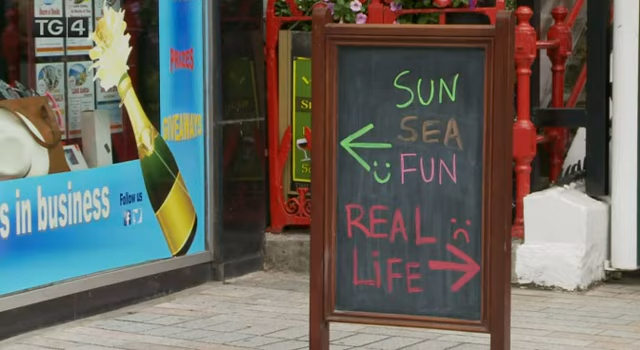 TG4
PRIZES
GIVEAWAYS
s in business
Follow us
SUN
SEA
FUN
REAL
LiFE